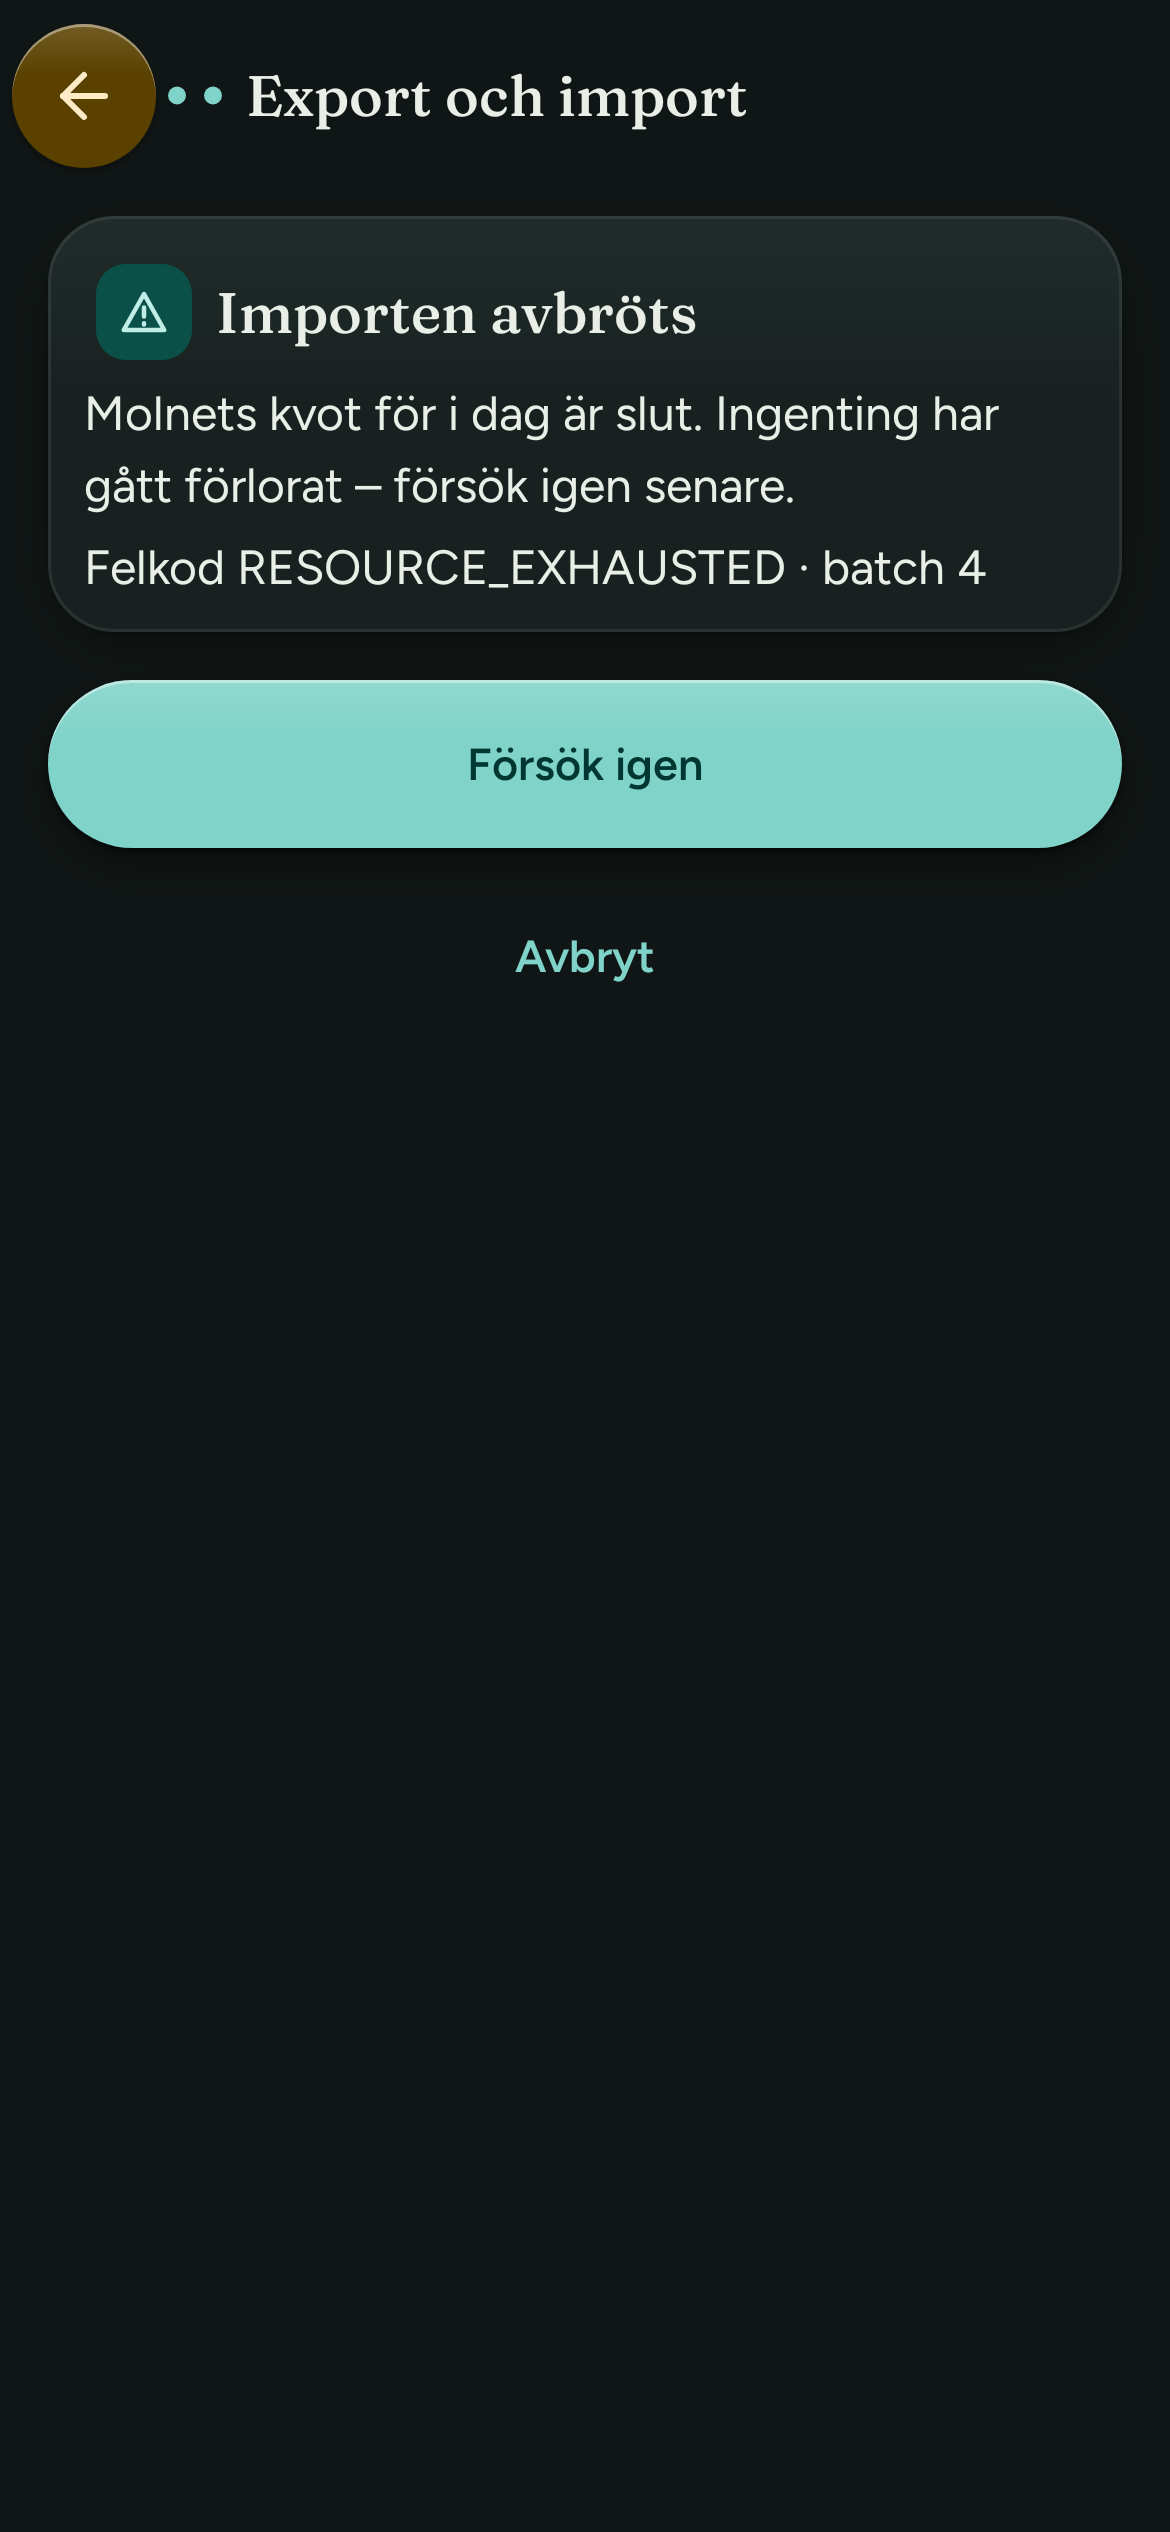 Export och import
Importen avbröts
Molnets kvot för i dag är slut. Ingenting har
gått förlorat – försök igen senare.
Felkod RESOURCE_EXHAUSTED · batch 4
Försök igen
Avbryt